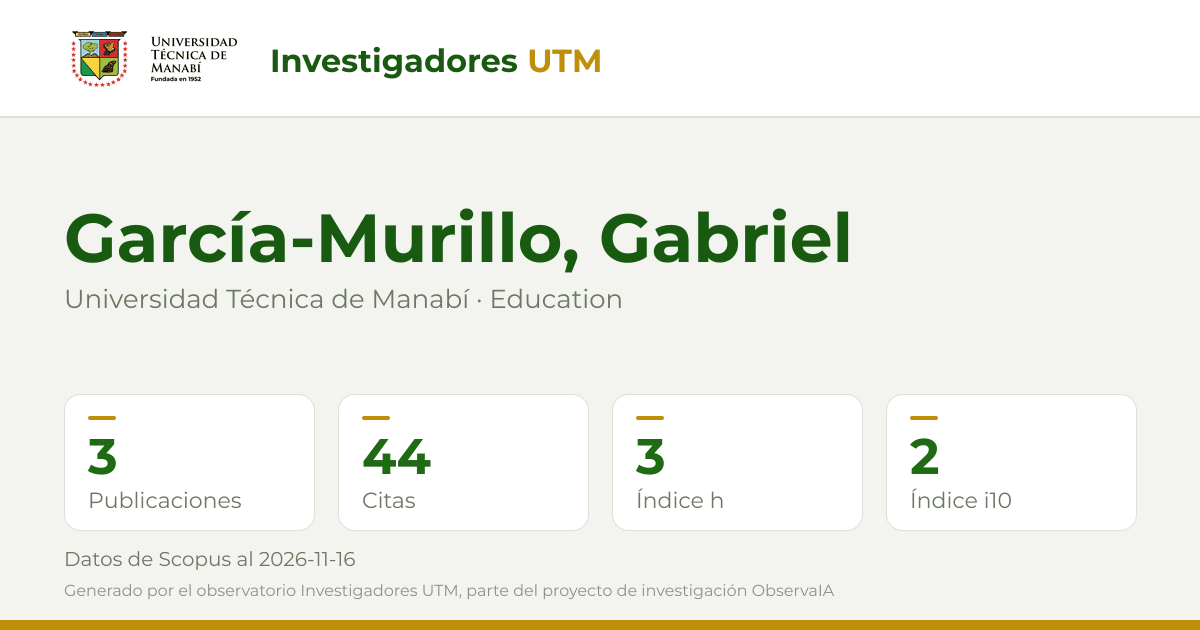 UNIVERSIDAD
TÉCNICA DE
MANABÍ
Fundada en 1952
Investigadores UTM
García-Murillo, Gabriel
Universidad Técnica de Manabí · Education
3
Publicaciones
44
Citas
3
Índice h
2
Índice i10
Datos de Scopus al 2026-11-16
Generado por el observatorio Investigadores UTM, parte del proyecto de investigación ObservaIA